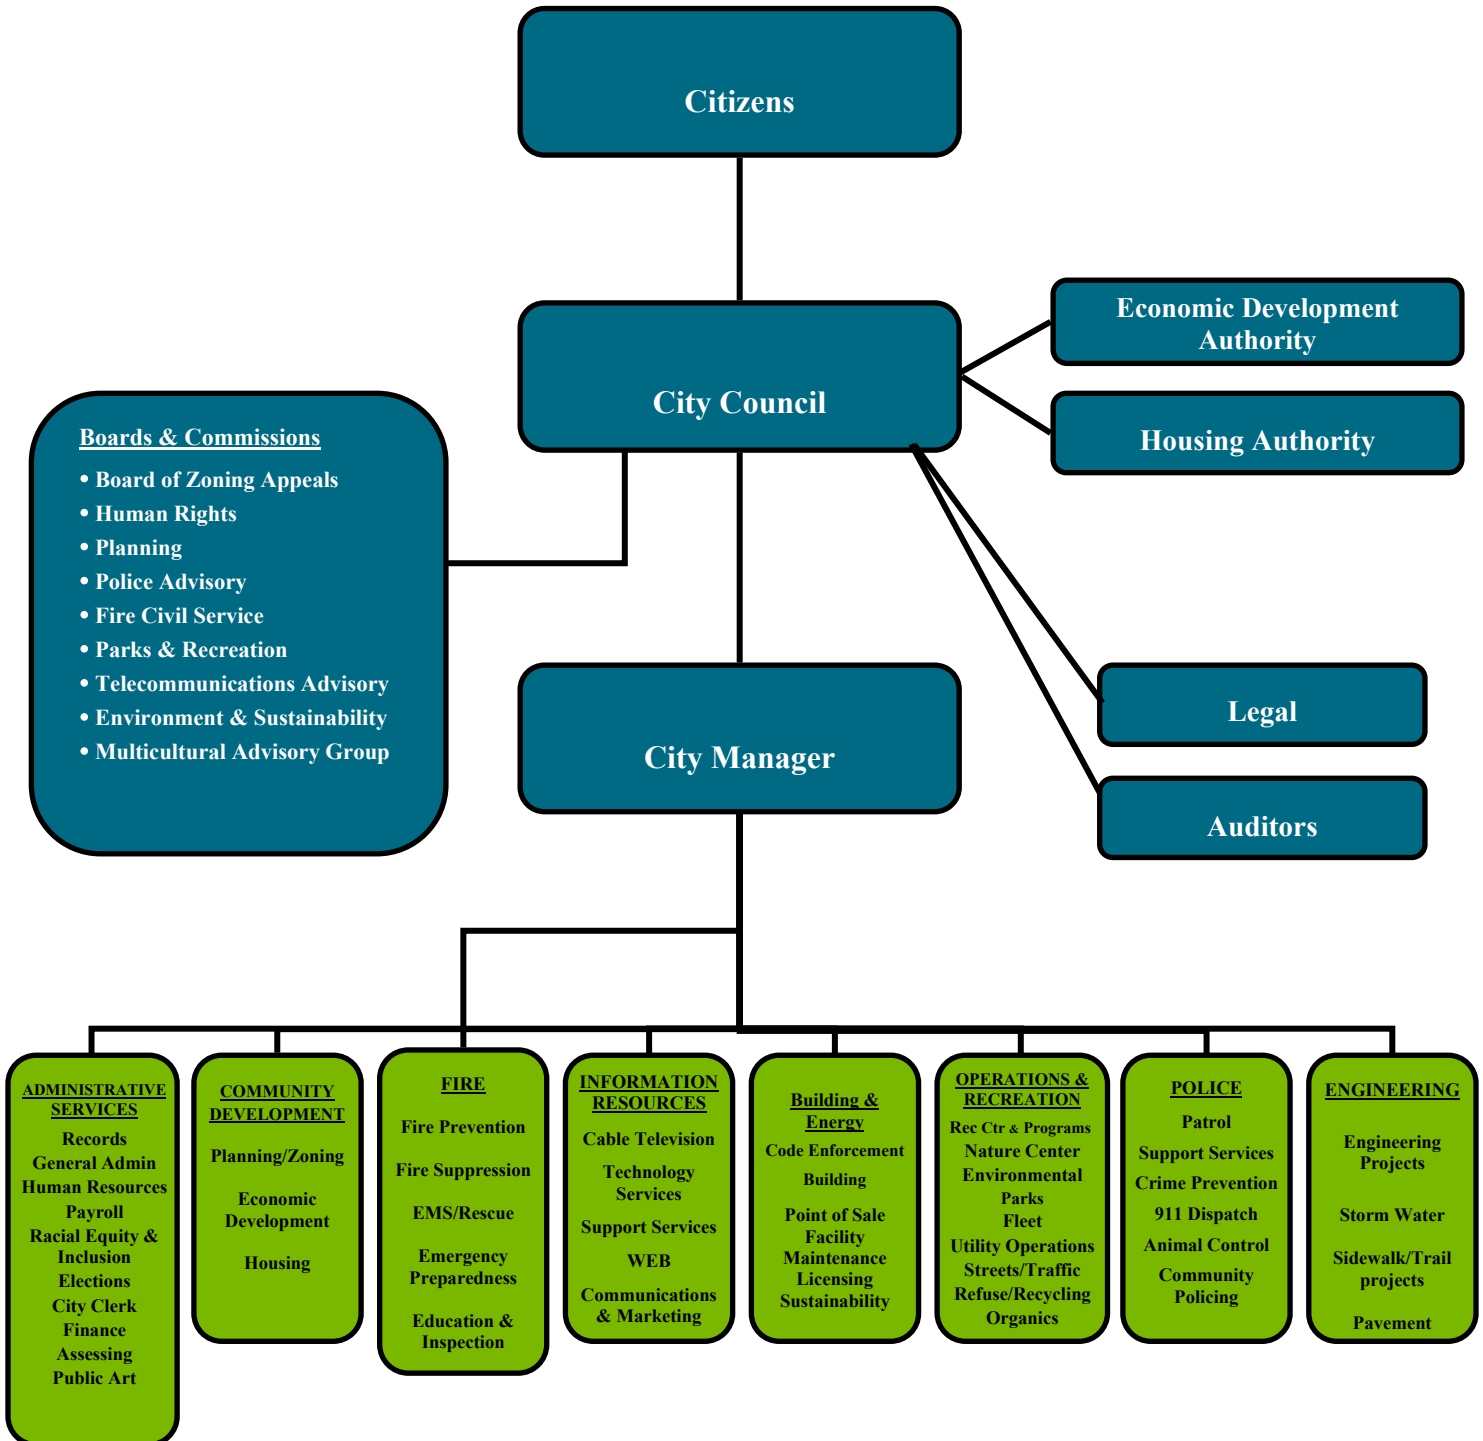 Citizens
City Council
Economic Development
Authority
Housing Authority
Boards & Commissions
• Board of Zoning Appeals
• Human Rights
• Planning
• Police Advisory
• Fire Civil Service
• Parks & Recreation
• Telecommunications Advisory
• Environment & Sustainability
• Multicultural Advisory Group
City Manager
Legal
Auditors
ADMINISTRATIVE
SERVICES
Records
General Admin
Human Resources
Payroll
Racial Equity &
Inclusion
Elections
City Clerk
Finance
Assessing
Public Art
COMMUNITY
DEVELOPMENT
Planning/Zoning
Economic
Development
Housing
FIRE
Fire Prevention
Fire Suppression
EMS/Rescue
Emergency
Preparedness
Education &
Inspection
INFORMATION
RESOURCES
Cable Television
Technology
Services
Support Services
WEB
Communications
& Marketing
Building &
Energy
Code Enforcement
Building
Point of Sale
Facility
Maintenance
Licensing
Sustainability
OPERATIONS &
RECREATION
Rec Ctr & Programs
Nature Center
Environmental
Parks
Fleet
Utility Operations
Streets/Traffic
Refuse/Recycling
Organics
POLICE
Patrol
Support Services
Crime Prevention
911 Dispatch
Animal Control
Community
Policing
ENGINEERING
Engineering
Projects
Storm Water
Sidewalk/Trail
projects
Pavement